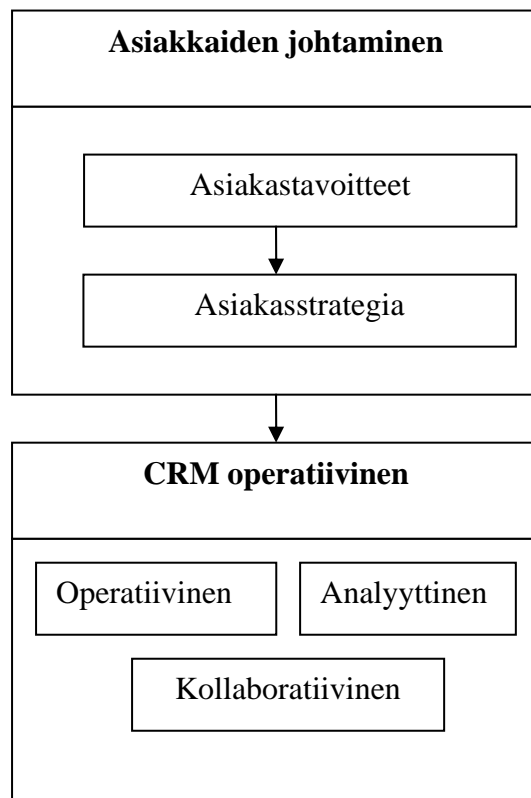 Asiakkaiden johtaminen
Asiakastavoitteet
Asiakasstrategia
CRM operatiivinen
Operatiivinen
Analyyttinen
Kollaboratiivinen